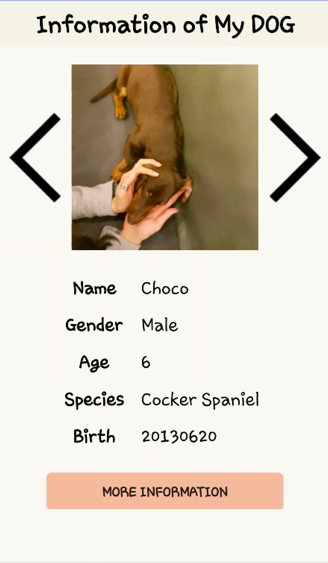 Information of My DOG
Name Choco
Gender Male
Age 6
Species Cocker Spaniel
Birth 20130620
MORE INFORMATION